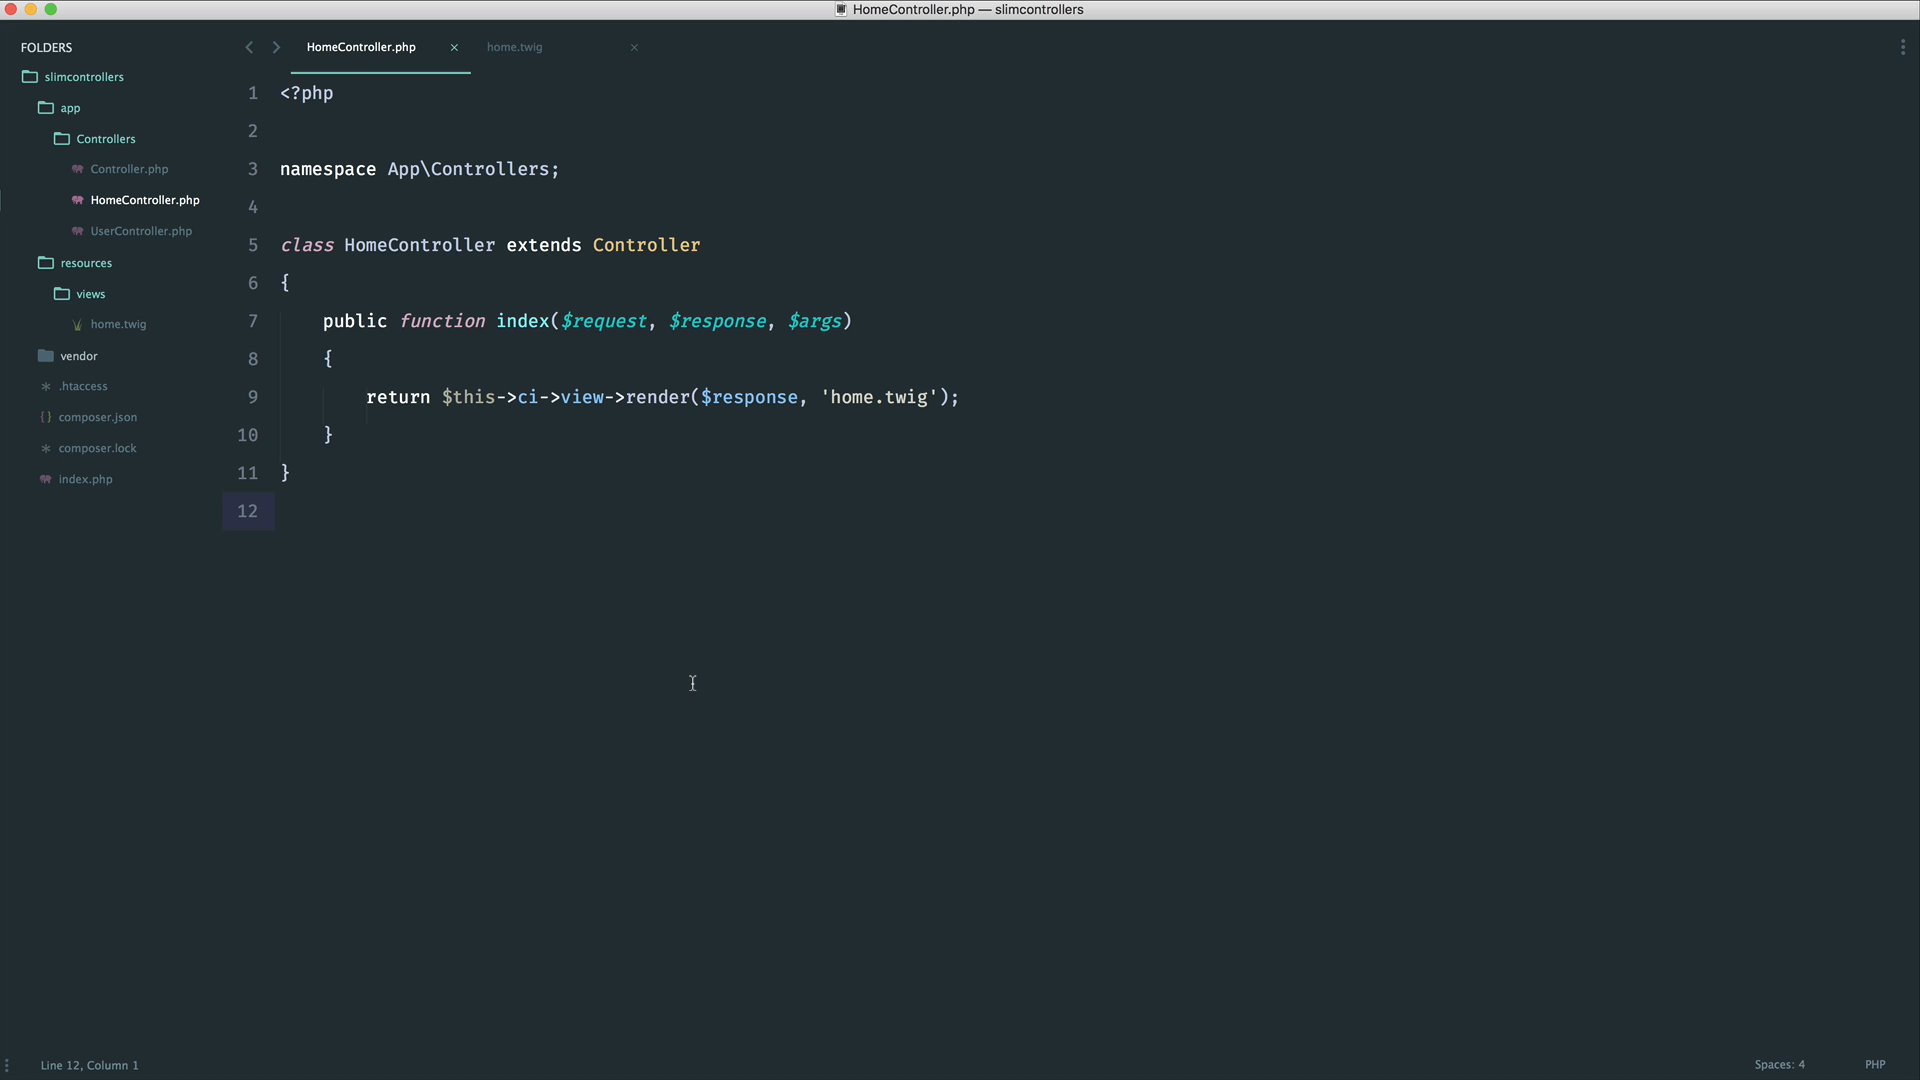 HomeController.php — slimcontrollers
FOLDERS
slimcontrollers
app
Controllers
Controller.php
HomeController.php
UserController.php
resources
views
home.twig
vendor
.htaccess
composer.json
composer.lock
index.php
HomeController.php × home.twig ×
1 <?php
2
3 namespace App\Controllers;
4
5 class HomeController extends Controller
6 {
7 public function index($request, $response, $args)
8 {
9 return $this->ci->view->render($response, 'home.twig');
10 }
11 }
12
Line 12, Column 1
Spaces: 4
PHP